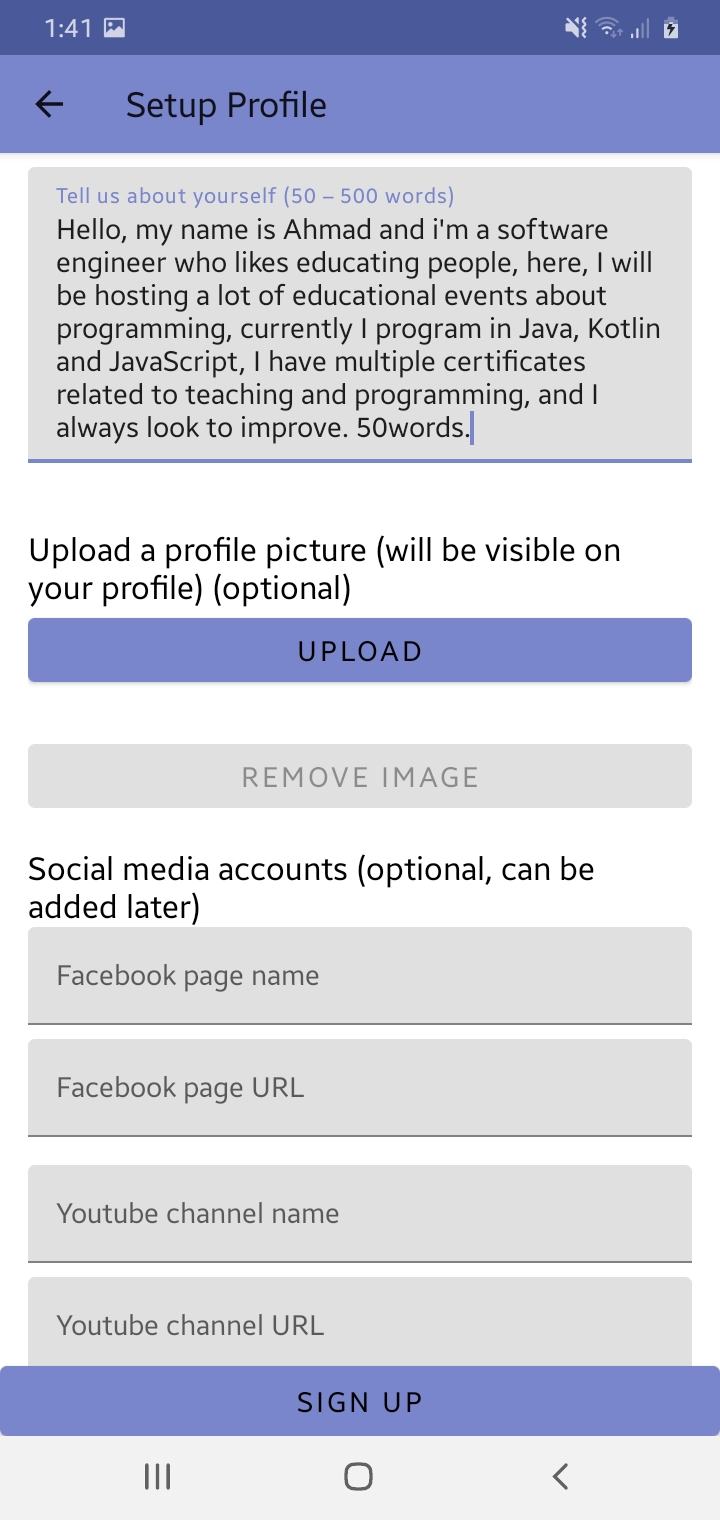 1:41
Setup Profile
Tell us about yourself (50 – 500 words)
Hello, my name is Ahmad and i'm a software
engineer who likes educating people, here, I will
be hosting a lot of educational events about
programming, currently I program in Java, Kotlin
and JavaScript, I have multiple certificates
related to teaching and programming, and I
always look to improve. 50words.
Upload a profile picture (will be visible on
your profile) (optional)
UPLOAD
REMOVE IMAGE
Social media accounts (optional, can be
added later)
Facebook page name
Facebook page URL
Youtube channel name
Youtube channel URL
SIGN UP